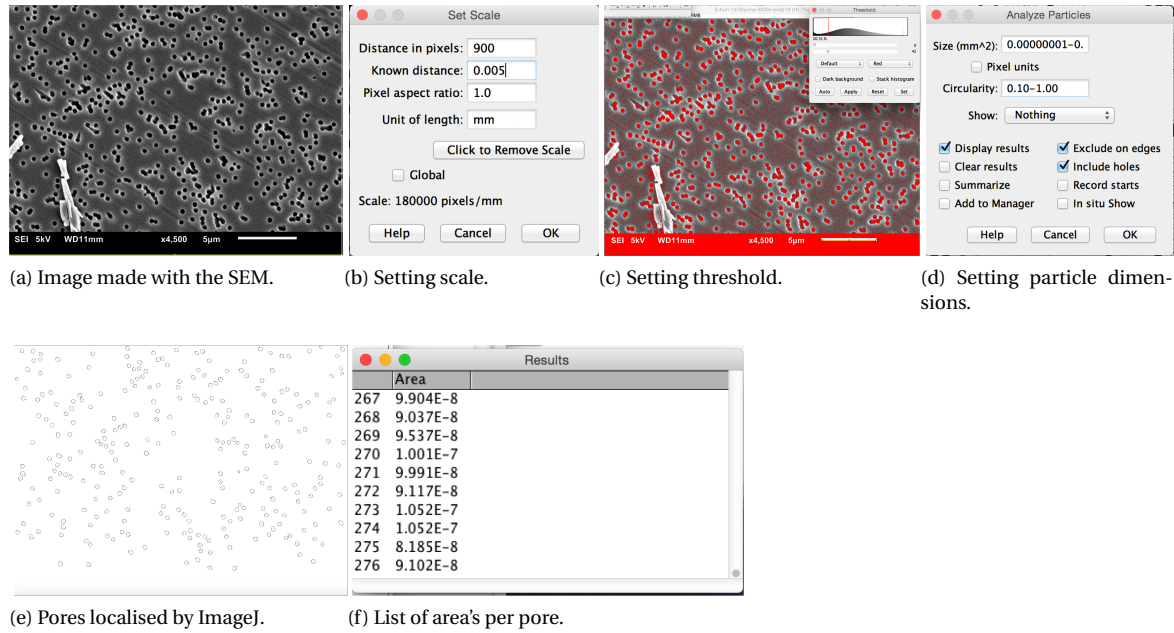 SEI 5kV WD11mm x4,500 5μm
(a) Image made with the SEM.
Set Scale
Distance in pixels: 900
Known distance: 0.005
Pixel aspect ratio: 1.0
Unit of length: mm
Click to Remove Scale
Global
Scale: 180000 pixels/mm
Help Cancel OK
(b) Setting scale.
Threshold
Default Red
Dark background Stack histogram
Auto Apply Reset Set
SEI 5kV WD11mm x4,500 5μm
(c) Setting threshold.
Analyze Particles
Size (mm^2): 0.00000001-0.
Pixel units
Circularity: 0.10-1.00
Show: Nothing
Display results Exclude on edges
Clear results Include holes
Summarize Record starts
Add to Manager In situ Show
Help Cancel OK
(d) Setting particle dimen-
sions.
(e) Pores localised by ImageJ.
Results
Area
267 9.904E-8
268 9.037E-8
269 9.537E-8
270 1.001E-7
271 9.991E-8
272 9.117E-8
273 1.052E-7
274 1.052E-7
275 8.185E-8
276 9.102E-8
(f) List of area's per pore.